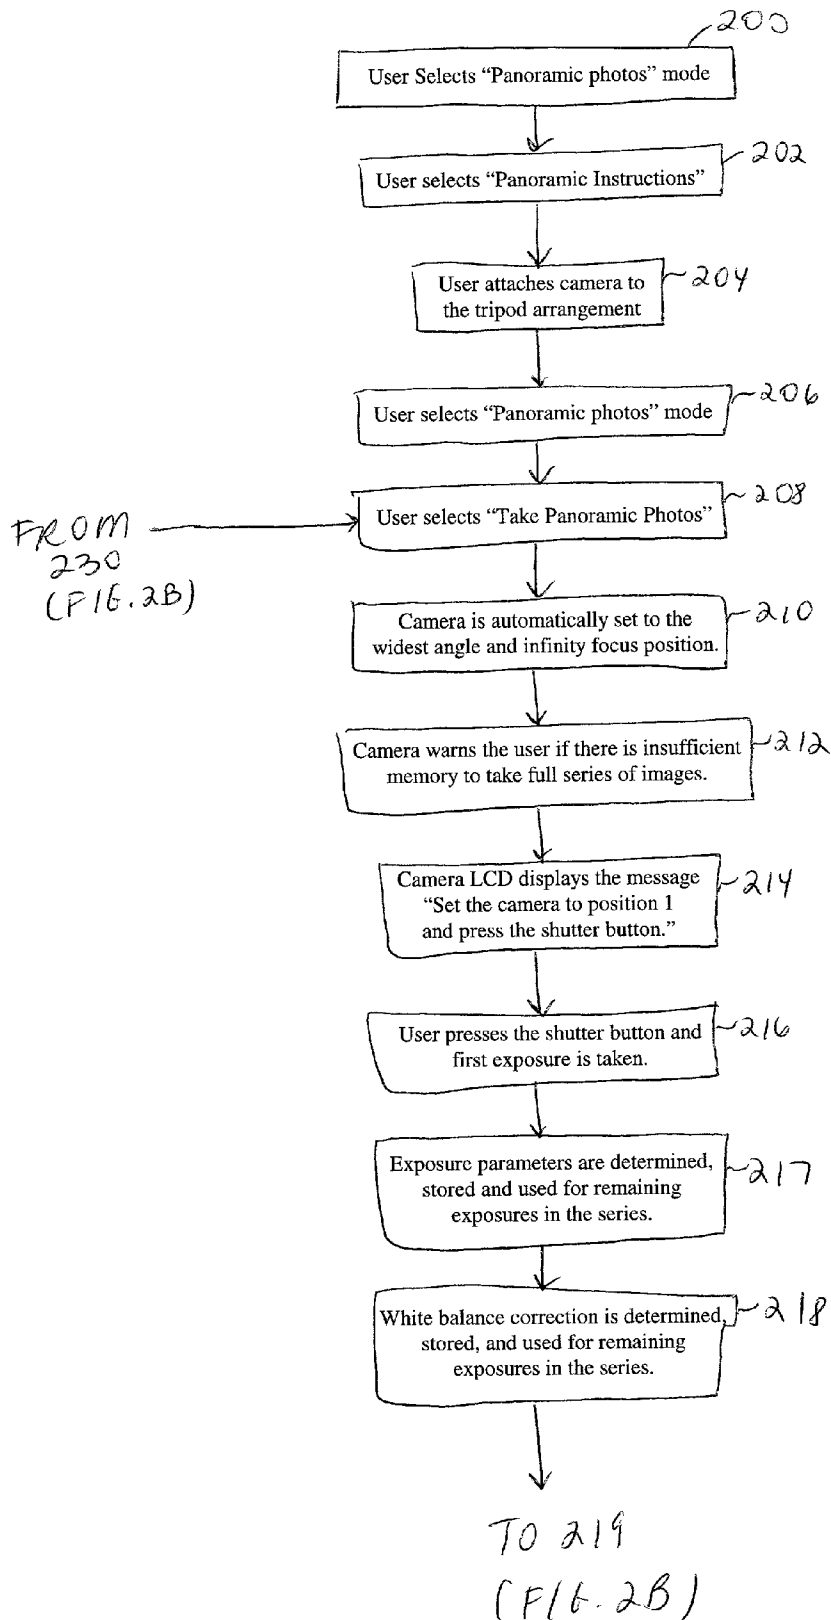 200
User Selects “Panoramic photos” mode
202
User selects “Panoramic Instructions”
204
User attaches camera to
the tripod arrangement
206
User selects “Panoramic photos” mode
208
User selects “Take Panoramic Photos”
FROM
230
(FIG. 2B)
210
Camera is automatically set to the
widest angle and infinity focus position.
212
Camera warns the user if there is insufficient
memory to take full series of images.
214
Camera LCD displays the message
“Set the camera to position 1
and press the shutter button.”
216
User presses the shutter button and
first exposure is taken.
217
Exposure parameters are determined,
stored and used for remaining
exposures in the series.
218
White balance correction is determined,
stored, and used for remaining
exposures in the series.
TO 219
(FIG. 2B)